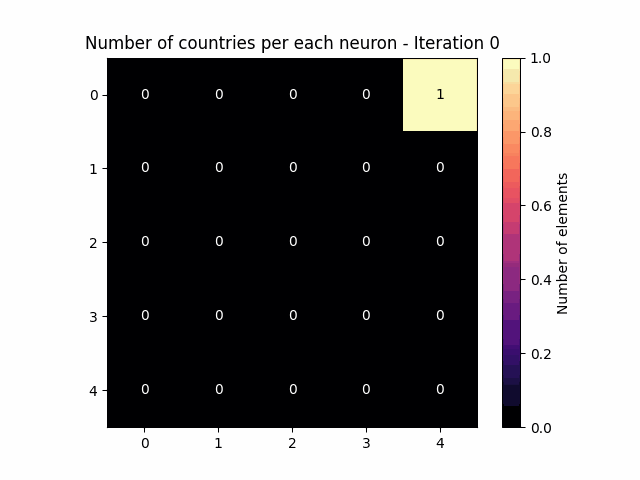 Number of countries per each neuron - Iteration 0
0 0 0 0 0 1 1.0
0.8
1 0 0 0 0 0
0.6
2 0 0 0 0 0
0.4
3 0 0 0 0 0
0.2
4 0 0 0 0 0
0.0
0 1 2 3 4
Number of elements